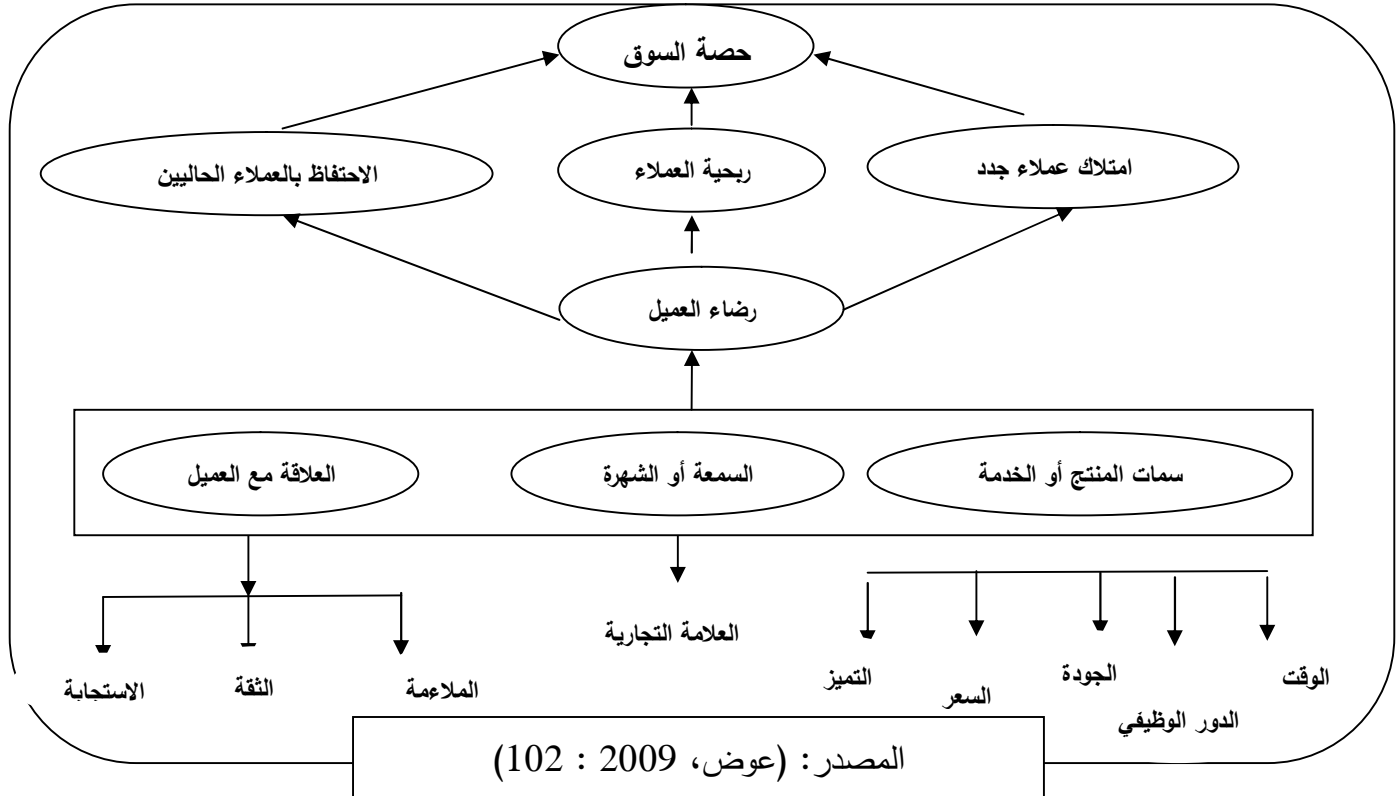 حصة السوق
امتلاك عملاء جدد
ربحية العملاء
الاحتفاظ بالعملاء الحاليين
رضاء العميل
سمات المنتج أو الخدمة
السمعة أو الشهرة
العلاقة مع العميل
الوقت
الدور الوظيفي
الجودة
السعر
التميز
العلامة التجارية
الملاءمة
الثقة
الاستجابة
المصدر: (عوض، 2009 : 102)